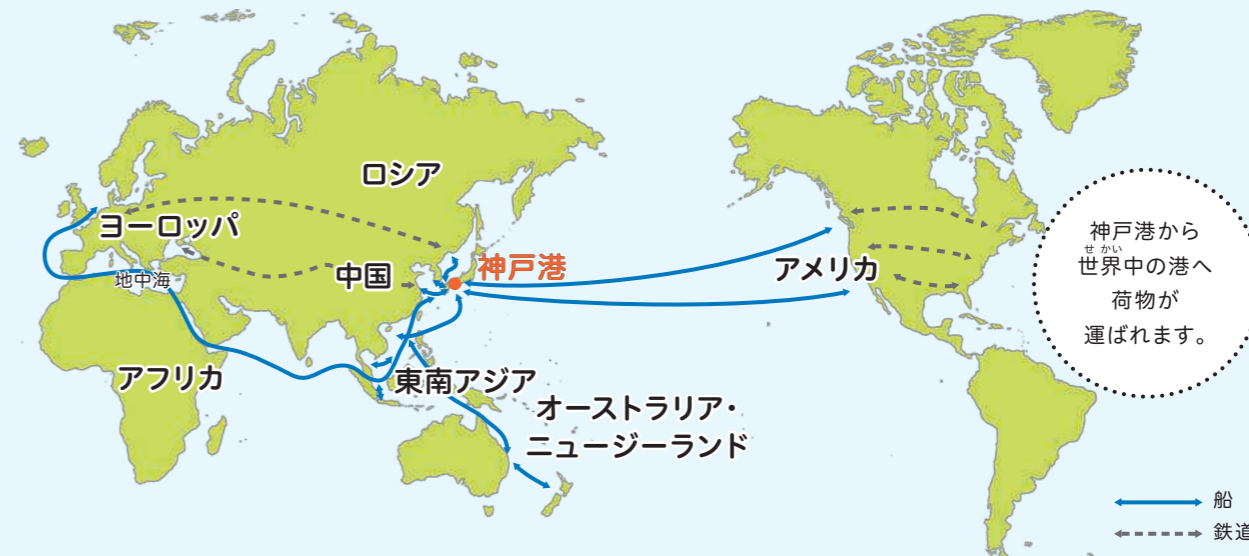 ロシア
ヨーロッパ
地中海
中国
神戸港
アメリカ
アフリカ
東南アジア
オーストラリア・
ニュージーランド
神戸港から
せかい
世界中の港へ
荷物が
運ばれます。
船
鉄道